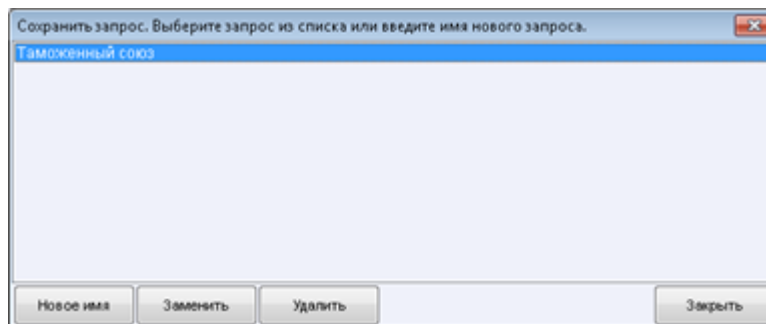 Сохранить запрос. Выберите запрос из списка или введите имя нового запроса.
Таможенный союз
Новое имя Заменить Удалить Закрыть